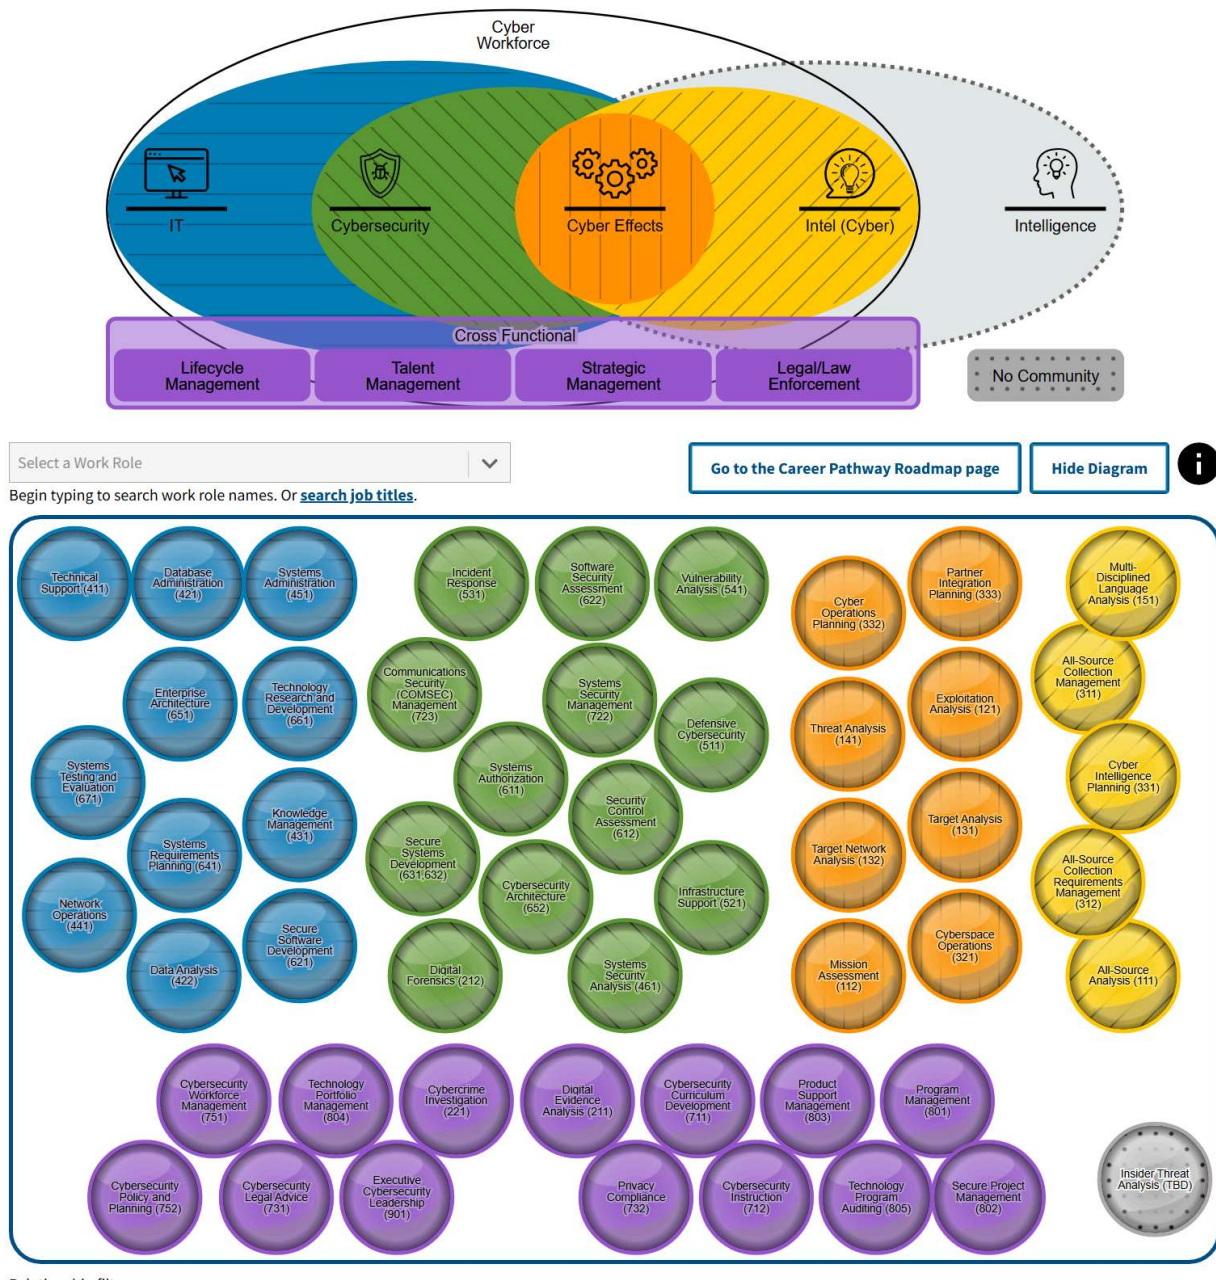 Cyber
Workforce
IT
Cybersecurity
Cyber Effects
Intel (Cyber)
Intelligence
Cross Functional
Lifecycle
Management
Talent
Management
Strategic
Management
Legal/Law
Enforcement
No Community
Select a Work Role
Go to the Career Pathway Roadmap page
Hide Diagram
i
Begin typing to search work role names. Or search job titles.
Technical
Support (411)
Database
Administration
(421)
Systems
Administration
(451)
Incident
Response
(531)
Software
Security
Assessment
(622)
Vulnerability
Analysis (541)
Cyber
Operations
Planning (332)
Partner
Integration
Planning (333)
Multi-
Disciplined
Language
Analysis (151)
Enterprise
Architecture
(651)
Technology
Research and
Development
(661)
Communications
Security
(COMSEC)
Management
(723)
Systems
Security
Management
(722)
Defensive
Cybersecurity
(511)
Threat Analysis
(141)
Exploitation
Analysis (121)
All-Source
Collection
Management
(311)
Systems
Testing and
Evaluation
(671)
Systems
Authorization
(611)
Cyber
Intelligence
Planning (331)
Knowledge
Management
(431)
Security
Control
Assessment
(612)
Target Analysis
(131)
Systems
Requirements
Planning (641)
Secure
Systems
Development
(631,632)
Target Network
Analysis (132)
All-Source
Collection
Requirements
Management
(312)
Network
Operations
(441)
Cybersecurity
Architecture
(652)
Infrastructure
Support (521)
Secure
Software
Development
(621)
Cyberspace
Operations
(321)
Data Analysis
(422)
Digital
Forensics (212)
Systems
Security
Analysis (461)
Mission
Assessment
(112)
All-Source
Analysis (111)
Cybersecurity
Workforce
Management
(751)
Technology
Portfolio
Management
(804)
Cybercrime
Investigation
(221)
Digital
Evidence
Analysis (211)
Cybersecurity
Curriculum
Development
(711)
Product
Support
Management
(803)
Program
Management
(801)
Cybersecurity
Policy and
Planning (752)
Cybersecurity
Legal Advice
(731)
Executive
Cybersecurity
Leadership
(901)
Privacy
Compliance
(732)
Cybersecurity
Instruction
(712)
Technology
Program
Auditing (805)
Secure Project
Management
(802)
Insider Threat
Analysis (TBD)